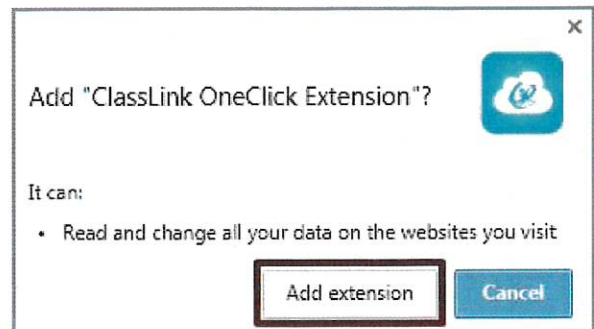 Add "ClassLink OneClick Extension"?
It can:
• Read and change all your data on the websites you visit
Add extension
Cancel